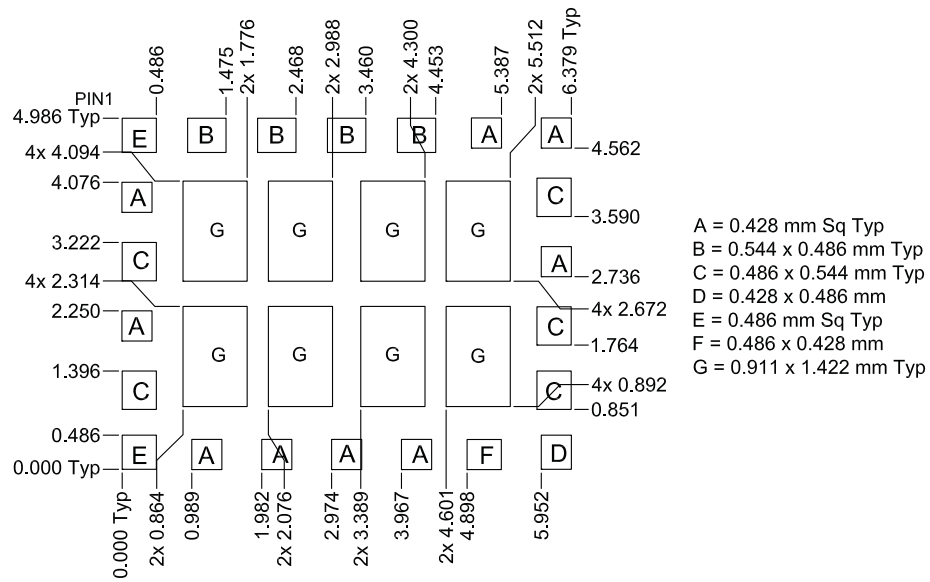 0.486
1.475
2x 1.776
2.468
2x 2.988
3.460
2x 4.300
4.453
5.387
2x 5.512
6.379 Typ
PIN1
4.986 Typ
E
B
B
B
B
A
A
4.562
4x 4.094
4.076
A
C
3.590
G
G
G
G
3.222
C
A
2.736
4x 2.314
2.250
A
4x 2.672
C
1.764
G
G
G
G
1.396
C
C
4x 0.892
0.851
0.486
E
A
A
A
A
F
D
0.000 Typ
0.000 Typ
2x 0.864
0.989
1.982
2x 2.076
2.974
2x 3.389
3.967
2x 4.601
4.898
5.952
A = 0.428 mm Sq Typ
B = 0.544 x 0.486 mm Typ
C = 0.486 x 0.544 mm Typ
D = 0.428 x 0.486 mm
E = 0.486 mm Sq Typ
F = 0.486 x 0.428 mm
G = 0.911 x 1.422 mm Typ